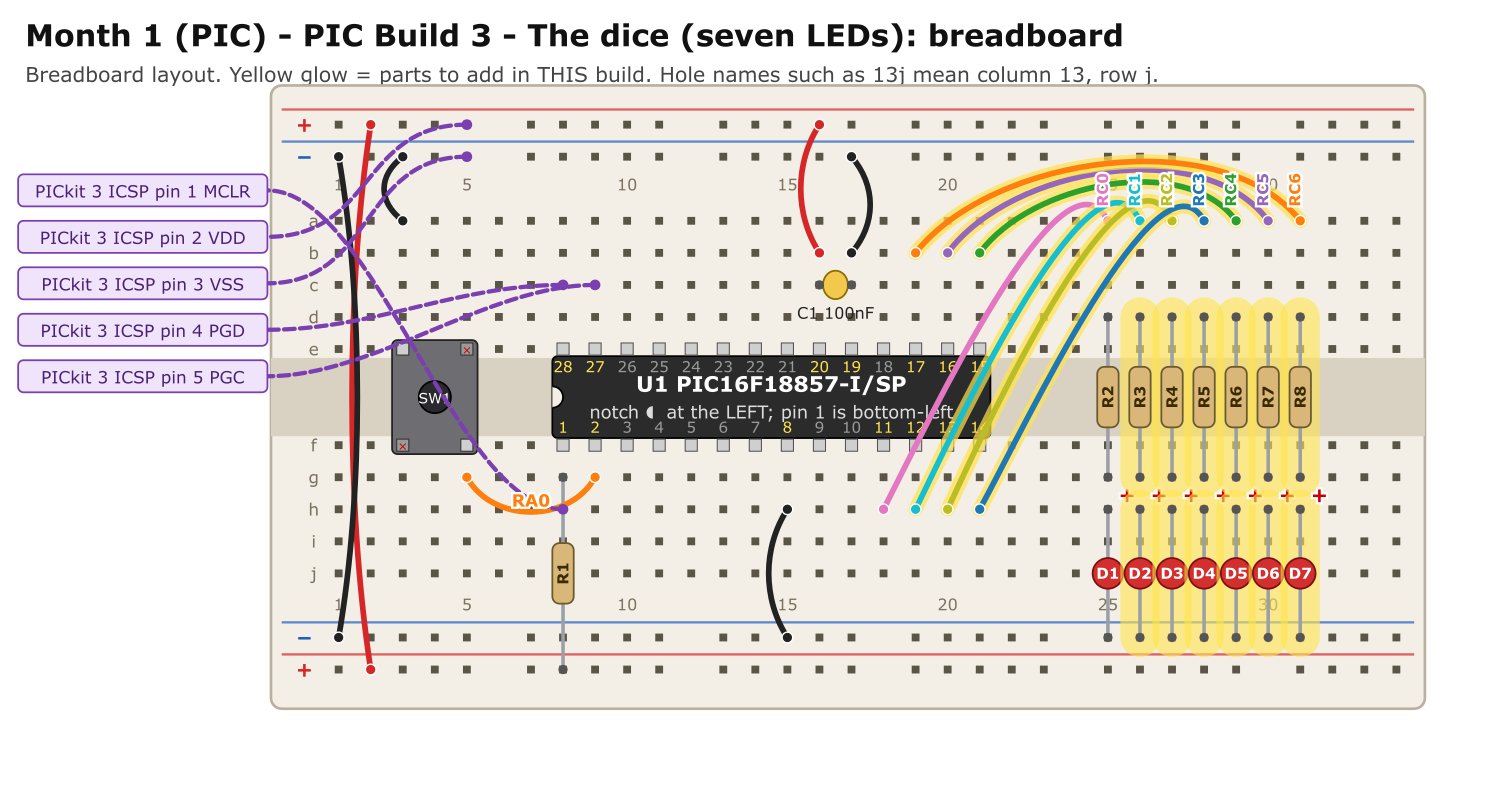 Month 1 (PIC) - PIC Build 3 - The dice (seven LEDs): breadboard
Breadboard layout. Yellow glow = parts to add in THIS build. Hole names such as 13j mean column 13, row j.
+
−
1 5 10 15 20 30
PICkit 3 ICSP pin 1 MCLR
PICkit 3 ICSP pin 2 VDD
PICkit 3 ICSP pin 3 VSS
PICkit 3 ICSP pin 4 PGD
PICkit 3 ICSP pin 5 PGC
RC0 RC1 RC2 RC3 RC4 RC5 RC6
a
b
c
C1 100nF
d
e
28 27 26 25 24 23 22 21 20 19 18 17 16
U1 PIC16F18857-I/SP
notch ◖ at the LEFT; pin 1 is bottom-left
1 2 3 4 5 6 7 8 9 10 11 12 13
SW1
R2 R3 R4 R5 R6 R7 R8
f
g
RA0
+ + + + + + +
h
i
j
R1
D1 D2 D3 D4 D5 D6 D7
1 5 10 15 20 25 30
−
+